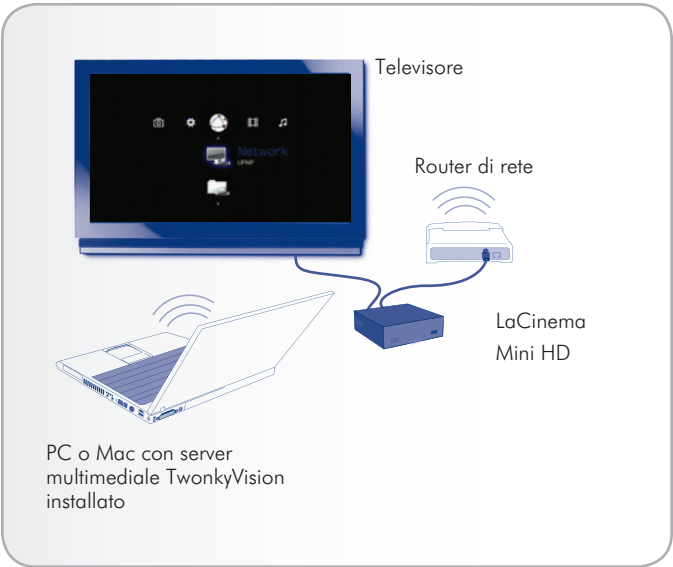 Televisore
Network
UPNP
Router di rete
LaCinema
Mini HD
PC o Mac con server
multimediale TwonkyVision
installato